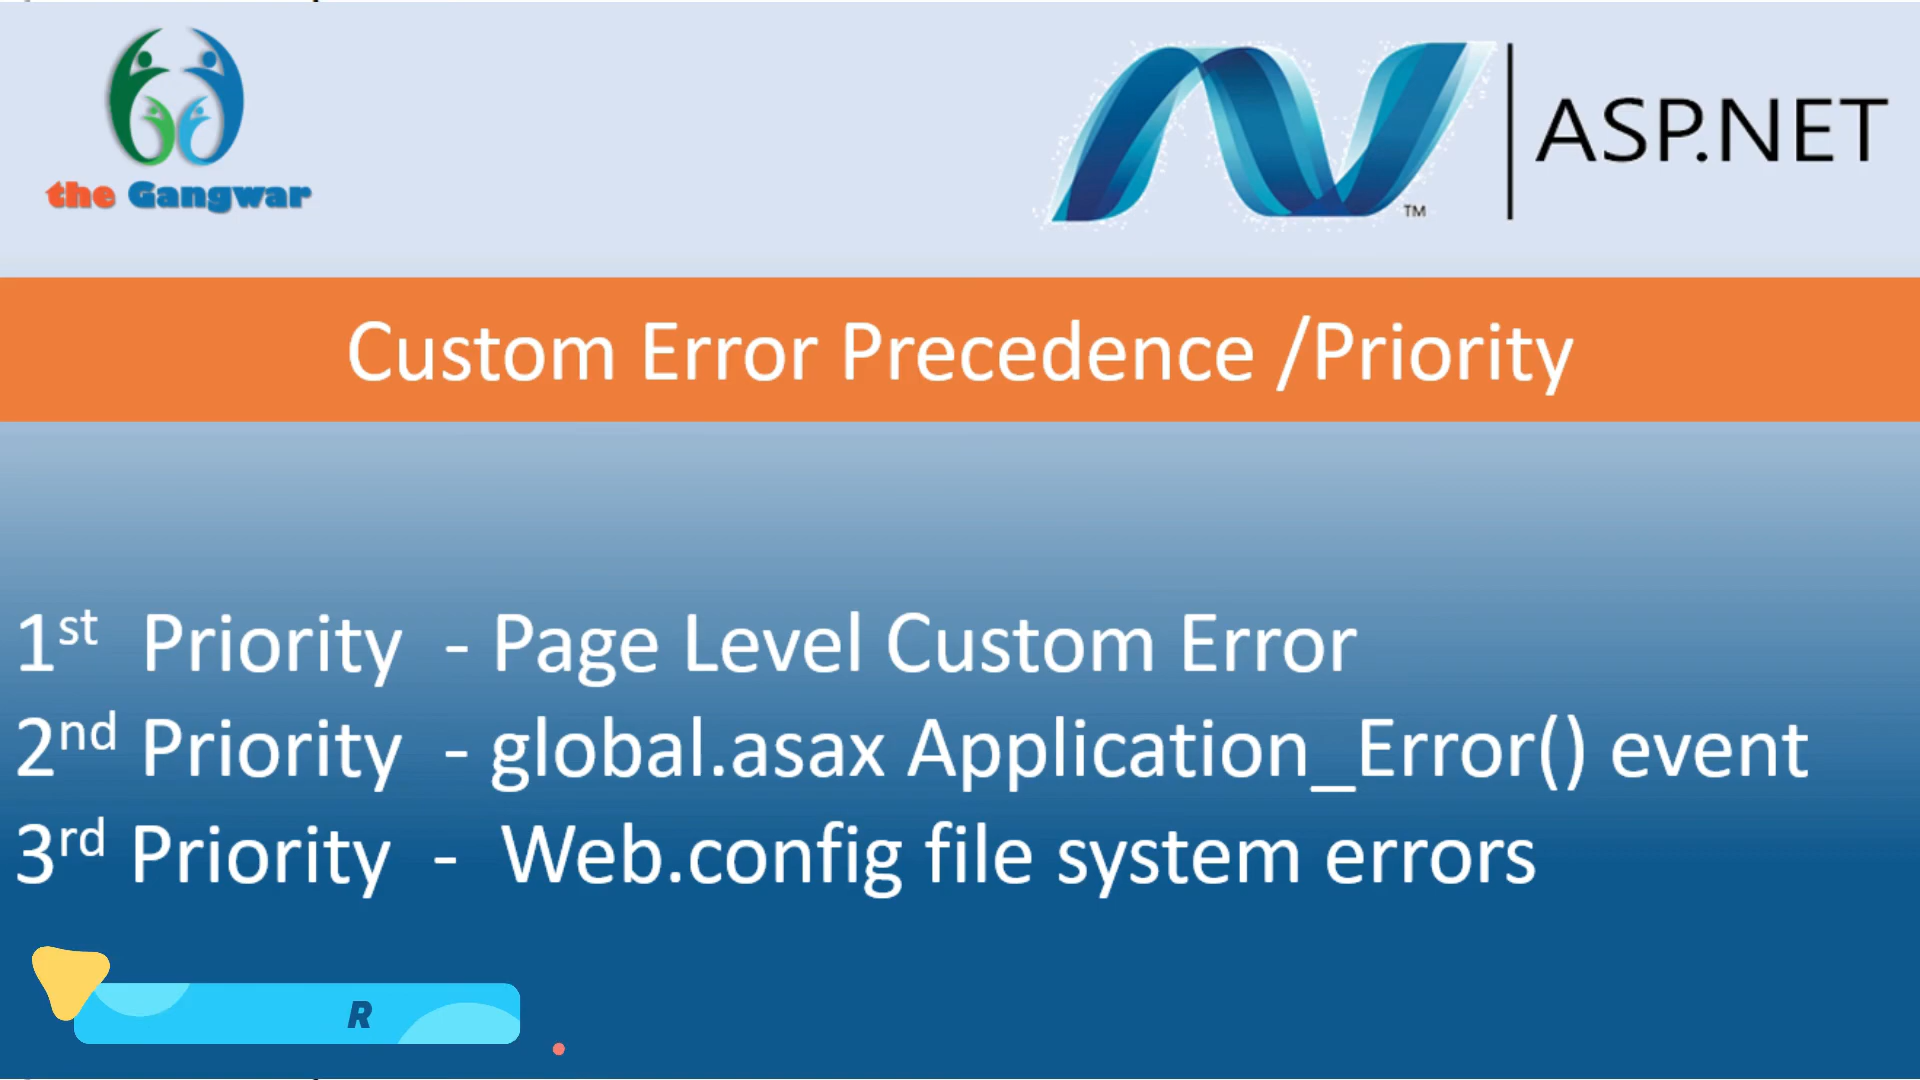 the Gangwar
ASP.NET
TM
Custom Error Precedence /Priority
1st Priority - Page Level Custom Error
2nd Priority - global.asax Application_Error() event
3rd Priority - Web.config file system errors
R